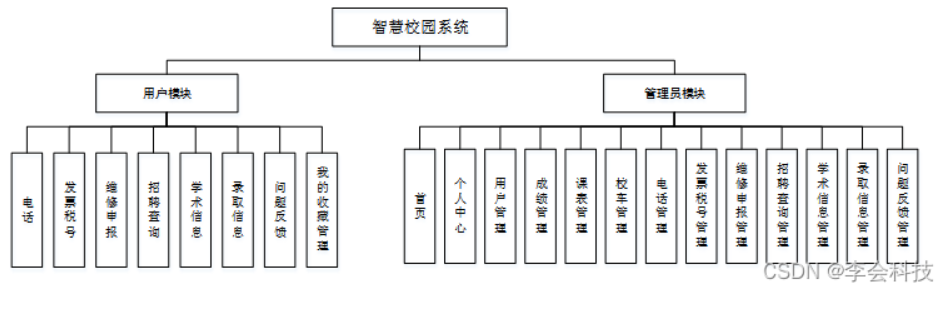 智慧校园系统
用户模块
管理员模块
电话
发票税号
维修申报
招聘查询
学术信息
录取信息
问题反馈
我的收藏管理
首页
个人中心
用户管理
成绩管理
课表管理
校车管理
电话管理
发票税号管理
维修申报管理
招聘查询管理
学术信息管理
录取信息管理
问题反馈管理
CSDN @李会科技